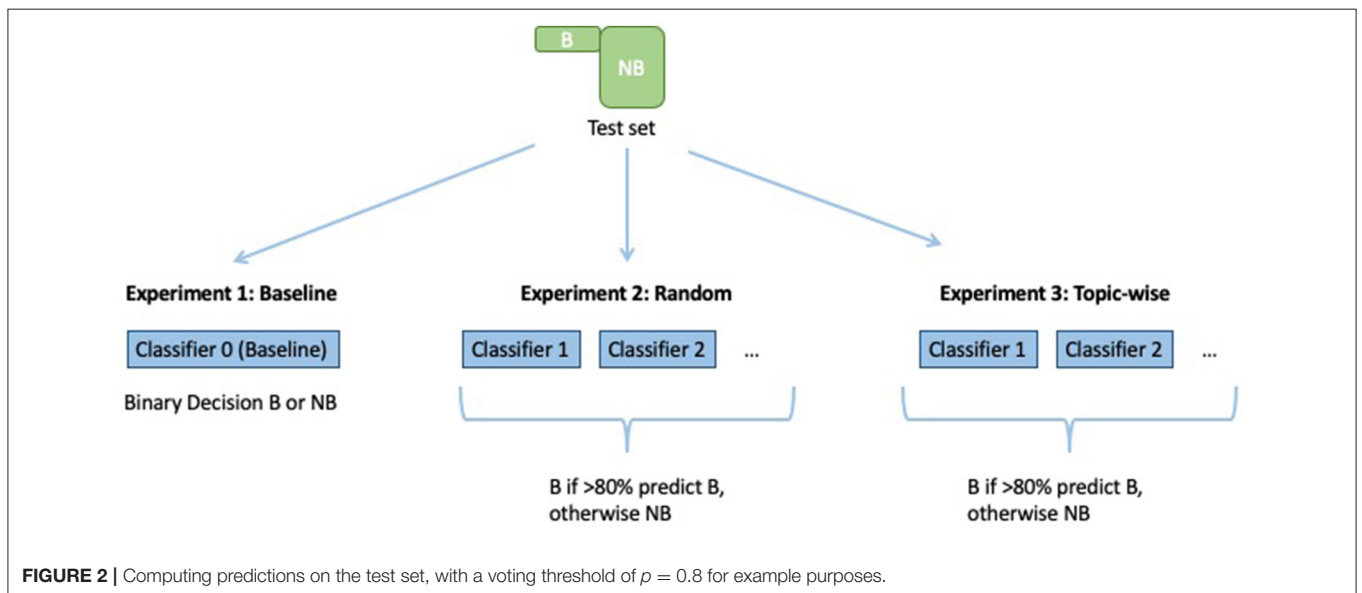 B
NB
Test set
Experiment 1: Baseline
Classifier 0 (Baseline)
Binary Decision B or NB
Experiment 2: Random
Classifier 1 Classifier 2 ...
B if >80% predict B,
otherwise NB
Experiment 3: Topic-wise
Classifier 1 Classifier 2 ...
B if >80% predict B,
otherwise NB
FIGURE 2 | Computing predictions on the test set, with a voting threshold of p = 0.8 for example purposes.